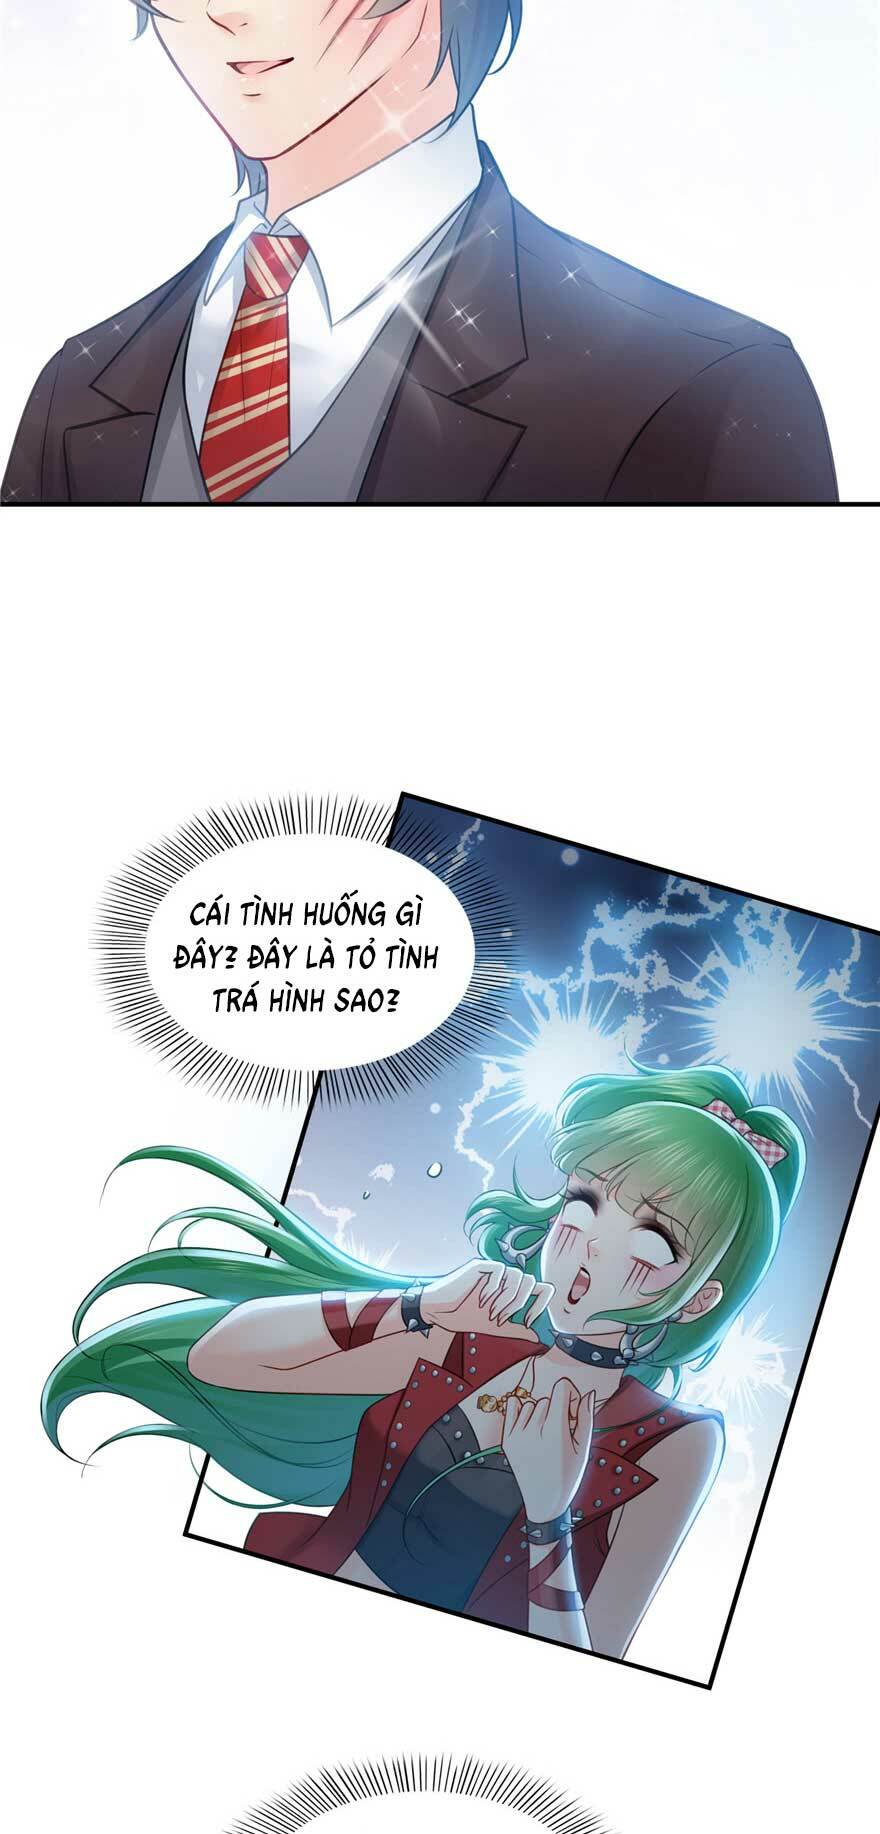 CÁI TÌNH HUỐNG GÌ
ĐÂY? ĐÂY LÀ TỎ TÌNH
TRÁ HÌNH SAO?